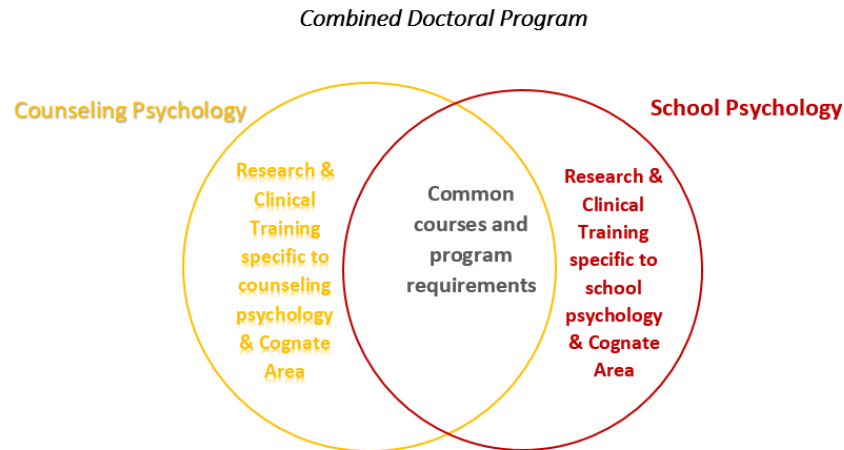 Combined Doctoral Program
Counseling Psychology
School Psychology
Research &
Clinical
Training
specific to
counseling
psychology
& Cognate
Area
Common
courses and
program
requirements
Research &
Clinical
Training
specific to
school
psychology
& Cognate
Area